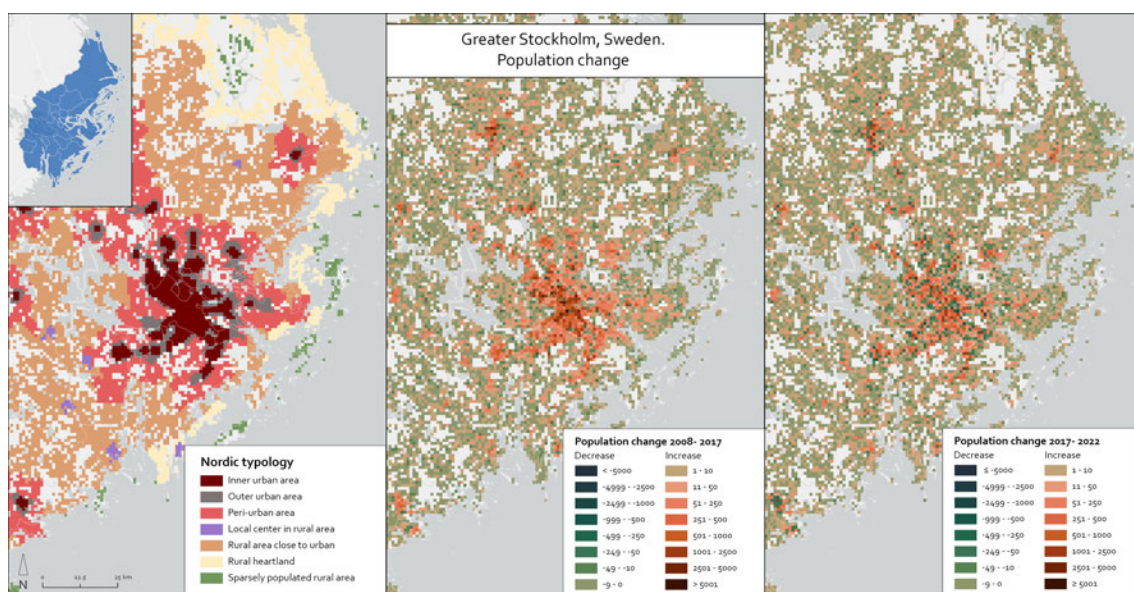 Greater Stockholm, Sweden.
Population change
Nordic typology
Inner urban area
Outer urban area
Peri-urban area
Local center in rural area
Rural area close to urban
Rural heartland
Sparsely populated rural area
N
0
25 km
Population change 2008- 2017
Decrease Increase
< -5000 1 - 10
-4999 - -2500 11 - 50
-2499 - -1000 51 - 250
-999 - -500 251 - 500
-499 - -250 501 - 1000
-249 - -50 1001 - 2500
-49 - -10 2501 - 5000
-9 - 0 > 5001
Population change 2017- 2022
Decrease Increase
≤ -5000 1 - 10
-4999 - -2500 11 - 50
-2499 - -1000 51 - 250
-999 - -500 251 - 500
-499 - -250 501 - 1000
-249 - -50 1001 - 2500
-49 - -10 2501 - 5000
-9 - 0 ≥ 5001